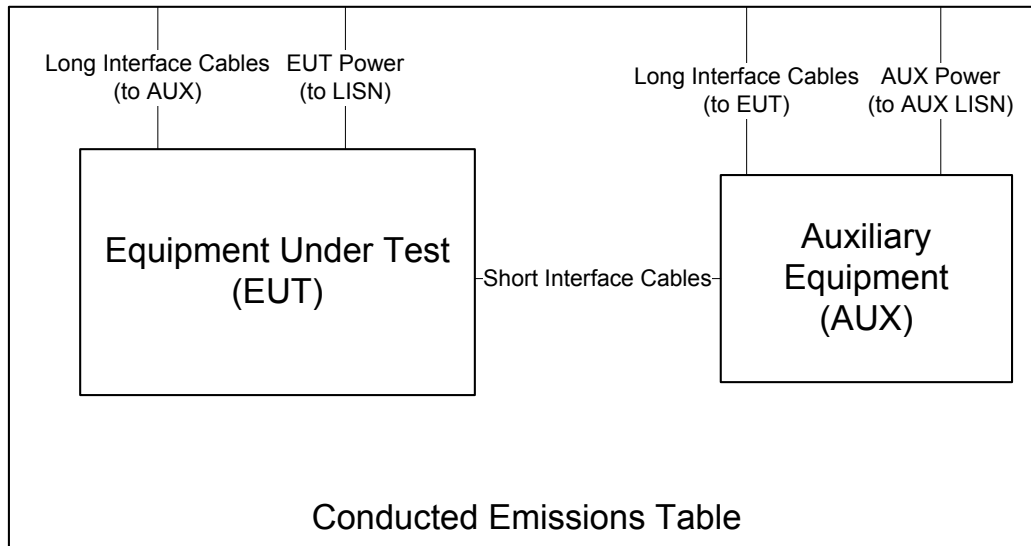 Long Interface Cables
(to AUX)
EUT Power
(to LISN)
Long Interface Cables
(to EUT)
AUX Power
(to AUX LISN)
Equipment Under Test
(EUT)
Short Interface Cables
Auxiliary
Equipment
(AUX)
Conducted Emissions Table